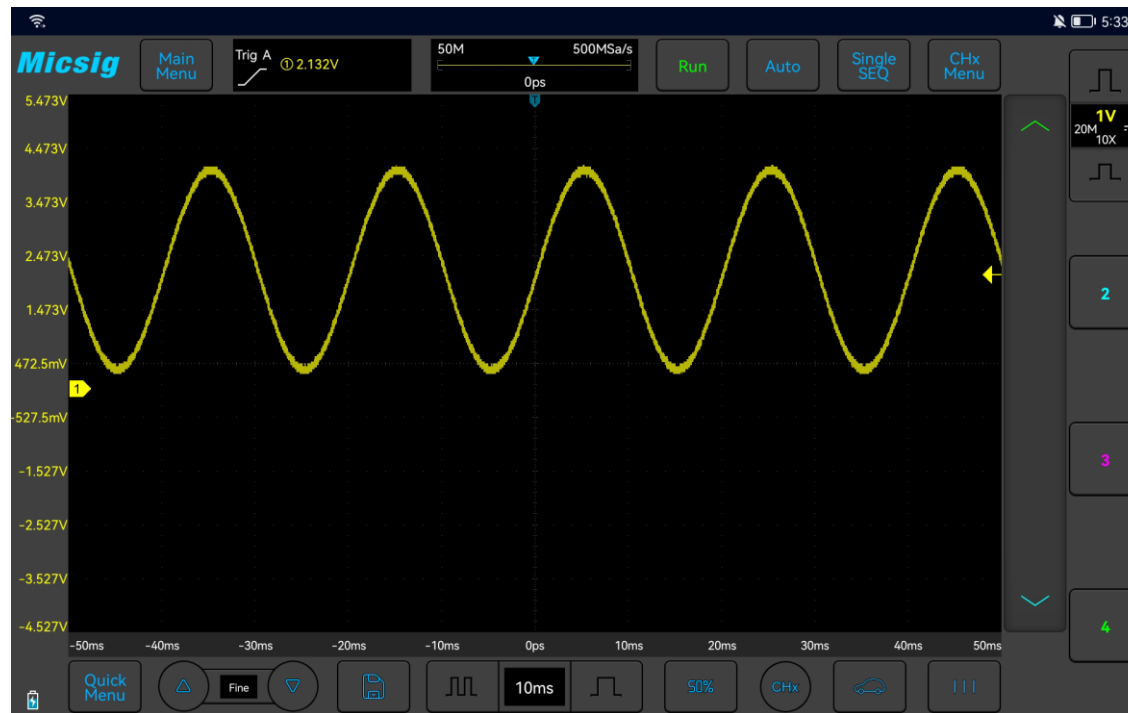 5:33
Micsig
Main Menu
Trig A
① 2.132V
50M 500MSa/s
0ps
Run
Auto
Single SEQ
CHx Menu
T
5.473V
4.473V
3.473V
2.473V
1.473V
472.5mV
1
-527.5mV
-1.527V
-2.527V
-3.527V
-4.527V
1V
20M
10X
2
3
4
-50ms -40ms -30ms -20ms -10ms 0ps 10ms 20ms 30ms 40ms 50ms
Quick Menu
Fine
10ms
50%
CHx